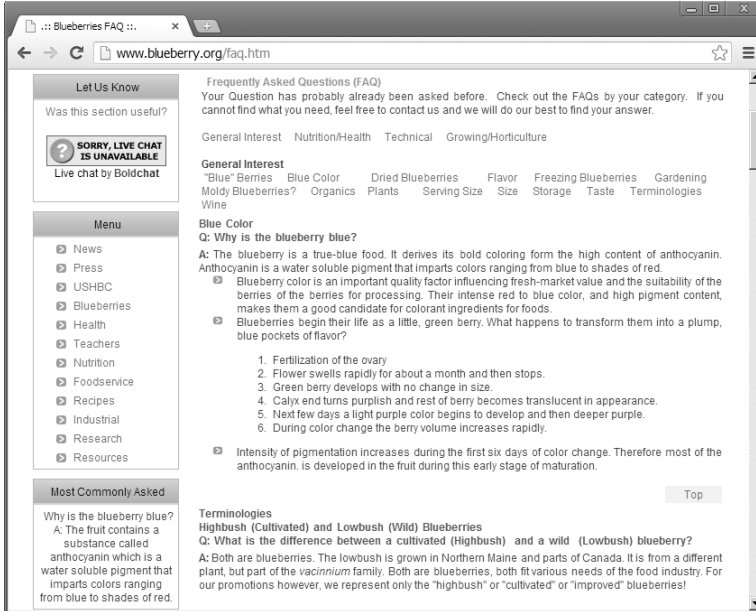 .:: Blueberries FAQ ::.
www.blueberry.org/faq.htm
Let Us Know
Was this section useful?
SORRY, LIVE CHAT
IS UNAVAILABLE
Live chat by Boldchat
Menu
News
Press
USHBC
Blueberries
Health
Teachers
Nutrition
Foodservice
Recipes
Industrial
Research
Resources
Most Commonly Asked
Why is the blueberry blue?
A: The fruit contains a
substance called
anthocyanin which is a
water soluble pigment that
imparts colors ranging
from blue to shades of red.
Frequently Asked Questions (FAQ)
Your Question has probably already been asked before. Check out the FAQs by your category. If you
cannot find what you need, feel free to contact us and we will do our best to find your answer.
General Interest Nutrition/Health Technical Growing/Horticulture
General Interest
"Blue" Berries Blue Color Dried Blueberries Flavor Freezing Blueberries Gardening
Moldy Blueberries? Organics Plants Serving Size Size Storage Taste Terminologies
Wine
Blue Color
Q: Why is the blueberry blue?
A: The blueberry is a true-blue food. It derives its bold coloring form the high content of anthocyanin.
Anthocyanin is a water soluble pigment that imparts colors ranging from blue to shades of red.
Blueberry color is an important quality factor influencing fresh-market value and the suitability of the
berries of the berries for processing. Their intense red to blue color, and high pigment content,
makes them a good candidate for colorant ingredients for foods.
Blueberries begin their life as a little, green berry. What happens to transform them into a plump,
blue pockets of flavor?
1. Fertilization of the ovary
2. Flower swells rapidly for about a month and then stops.
3. Green berry develops with no change in size.
4. Calyx end turns purplish and rest of berry becomes translucent in appearance.
5. Next few days a light purple color begins to develop and then deeper purple.
6. During color change the berry volume increases rapidly.
Intensity of pigmentation increases during the first six days of color change. Therefore most of the
anthocyanin. is developed in the fruit during this early stage of maturation.
Top
Terminologies
Highbush (Cultivated) and Lowbush (Wild) Blueberries
Q: What is the difference between a cultivated (Highbush) and a wild (Lowbush) blueberry?
A: Both are blueberries. The lowbush is grown in Northern Maine and parts of Canada. It is from a different
plant, but part of the vacinnium family. Both are blueberries, both fit various needs of the food industry. For
our promotions however, we represent only the "highbush" or "cultivated" or "improved" blueberries!